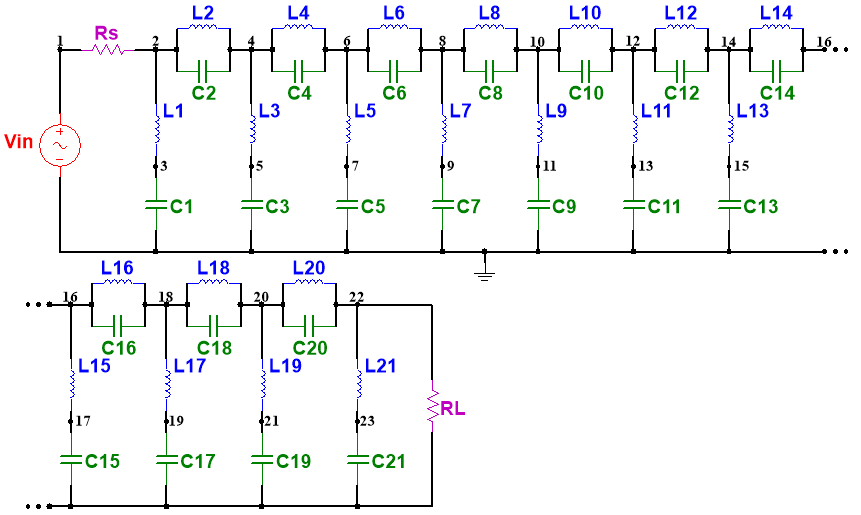 L2 L4 L6 L8 L10 L12 L14
1 Rs 2 4 6 8 10 12 14 16
C2 C4 C6 C8 C10 C12 C14
L1 L3 L5 L7 L9 L11 L13
Vin
3 5 7 9 11 13 15
C1 C3 C5 C7 C9 C11 C13
L16 L18 L20
16 18 20 22
C16 C18 C20
L15 L17 L19 L21
RL
17 19 21 23
C15 C17 C19 C21